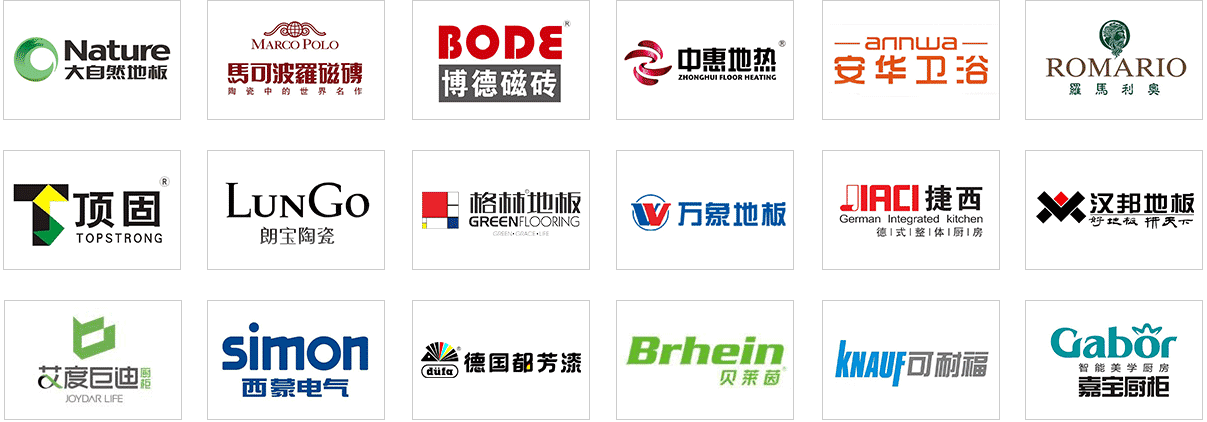 Nature
大自然地板
MARCO POLO
馬可波羅磁磚
陶瓷中的世界名作
BODE®
博德磁砖
中惠地热®
ZHONGHUI FLOOR HEATING
annwa
安华卫浴
ROMARIO
羅馬利奥
顶固®
TOPSTRONG
LUNGO
朗宝陶瓷
格林地板
GREENFLOORING
GREEN·GRACE·LIFE
万象地板
JIACI 捷西
German Integrated kitchen
德式整体厨房
汉邦地板
好地板 拼天下
艾度巨迪厨柜
JOYDAR LIFE
simon
西蒙电气
düfa
德国都芳漆
Brhein
贝莱茵®
KNAUF可耐福
Gabor
智能美学厨房
嘉宝厨柜